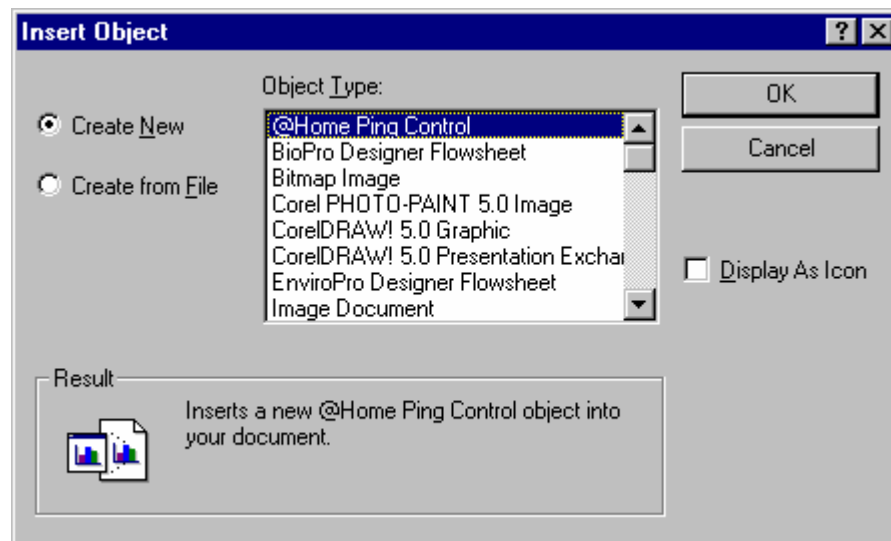 Insert Object
Object Type:
Create New
Create from File
@Home Ping Control
BioPro Designer Flowsheet
Bitmap Image
Corel PHOTO-PAINT 5.0 Image
CorelDRAW! 5.0 Graphic
CorelDRAW! 5.0 Presentation Exchan
EnviroPro Designer Flowsheet
Image Document
OK
Cancel
Display As Icon
Result
Inserts a new @Home Ping Control object into
your document.